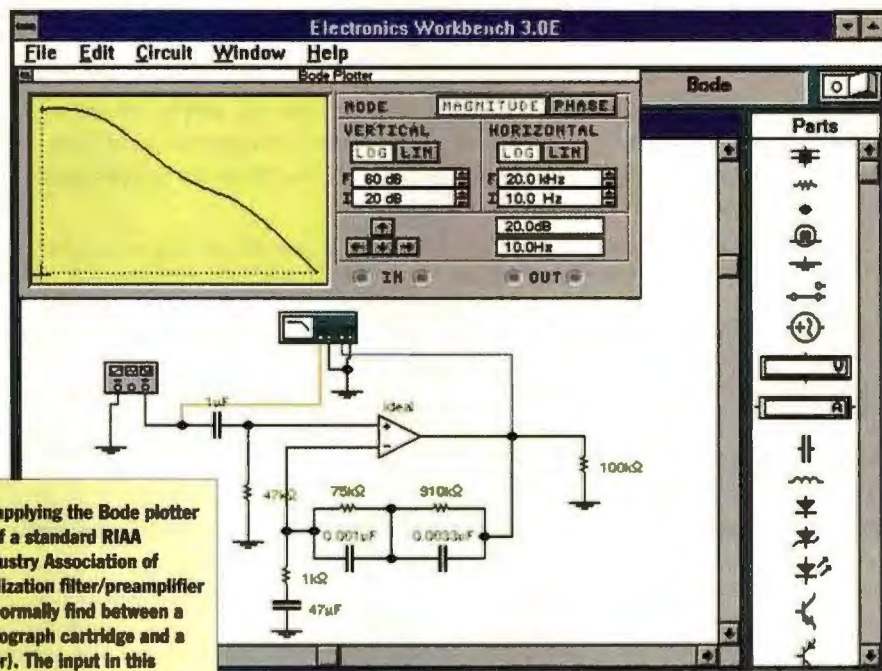 Electronics Workbench 3.0E
File Edit Circuit Window Help
Bode Plotter
Bode
MODE MAGNITUDE PHASE
VERTICAL HORIZONTAL
LOG LIN LOG LIN
F 60 dB F 20.0 kHz
I 20 dB I 10.0 Hz
20.0dB
10.0Hz
IN OUT
Parts
V
A
1uF
ideal
47kΩ
75kΩ 910kΩ
0.001uF 0.0033uF
100kΩ
1kΩ
47uF
applying the Bode plotter
f a standard RIAA
ustry Association of
lization filter/preamplifier
ormally find between a
ograph cartridge and a
r). The input in this